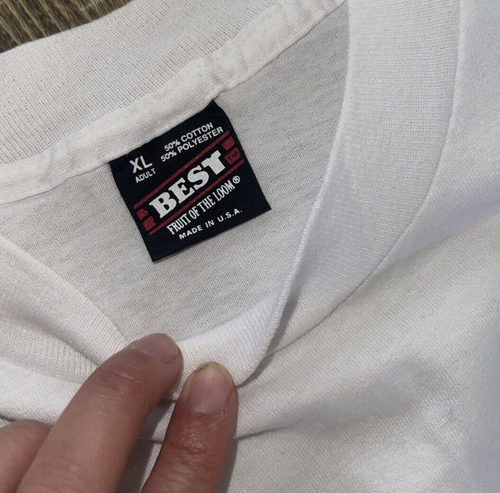 XL
ADULT
50% COTTON
50% POLYESTER
BEST
FRUIT OF THE LOOM®
MADE IN U.S.A.